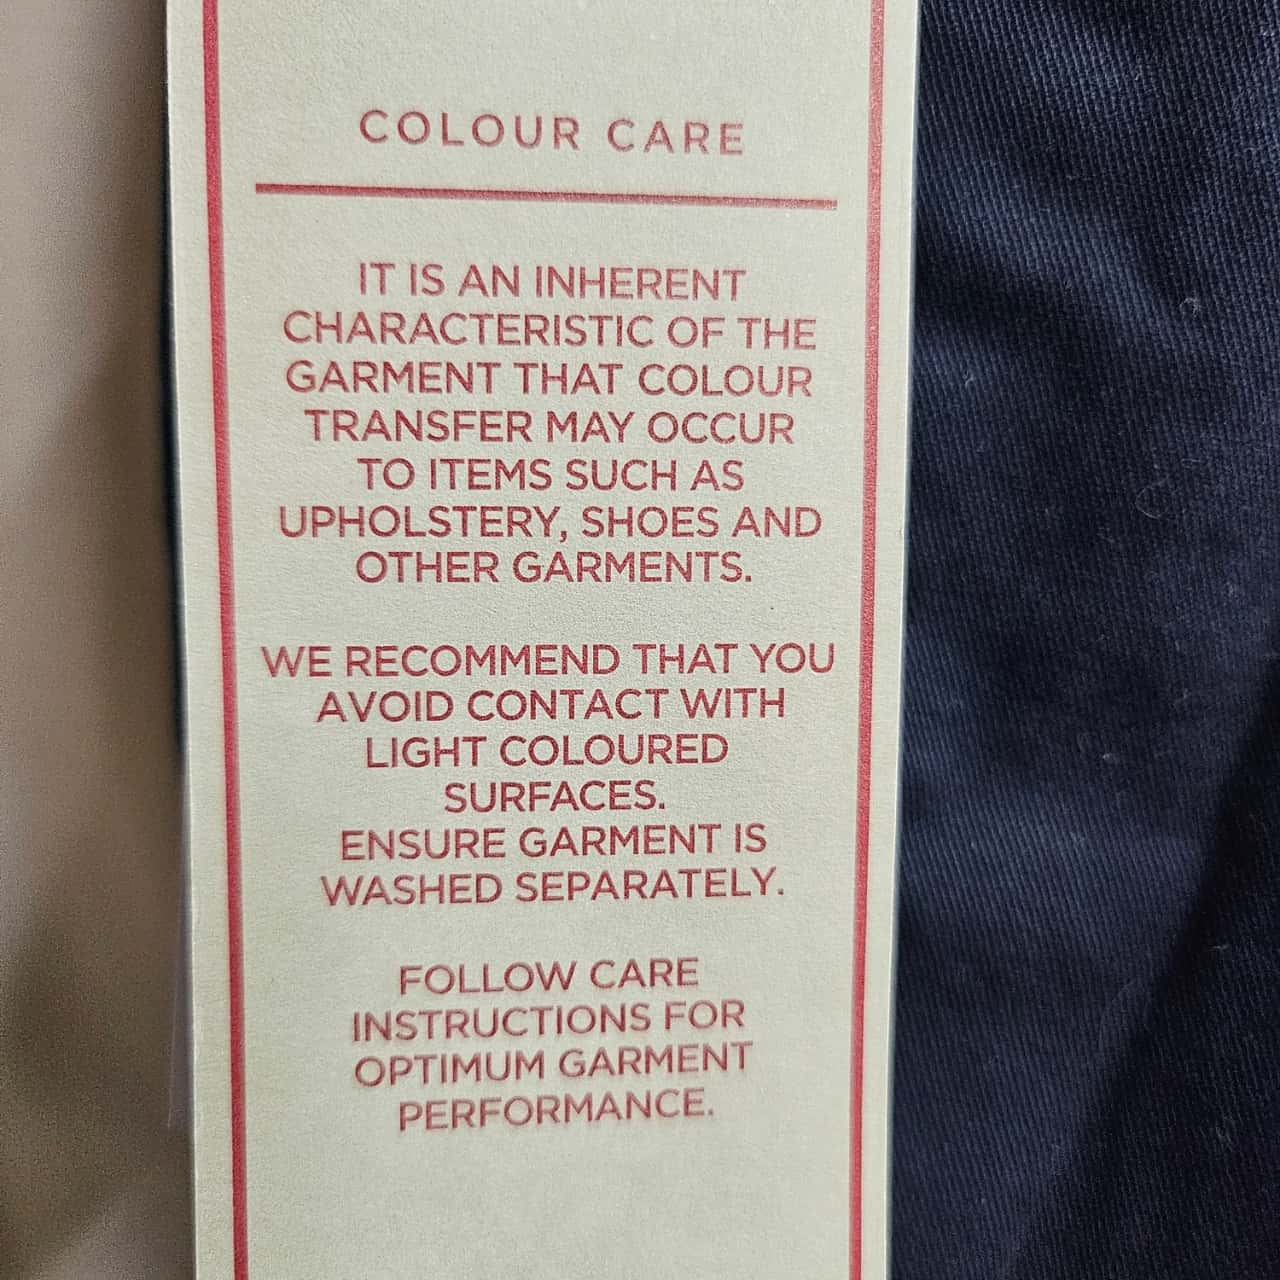 COLOUR CARE
IT IS AN INHERENT
CHARACTERISTIC OF THE
GARMENT THAT COLOUR
TRANSFER MAY OCCUR
TO ITEMS SUCH AS
UPHOLSTERY, SHOES AND
OTHER GARMENTS.
WE RECOMMEND THAT YOU
AVOID CONTACT WITH
LIGHT COLOURED
SURFACES.
ENSURE GARMENT IS
WASHED SEPARATELY.
FOLLOW CARE
INSTRUCTIONS FOR
OPTIMUM GARMENT
PERFORMANCE.